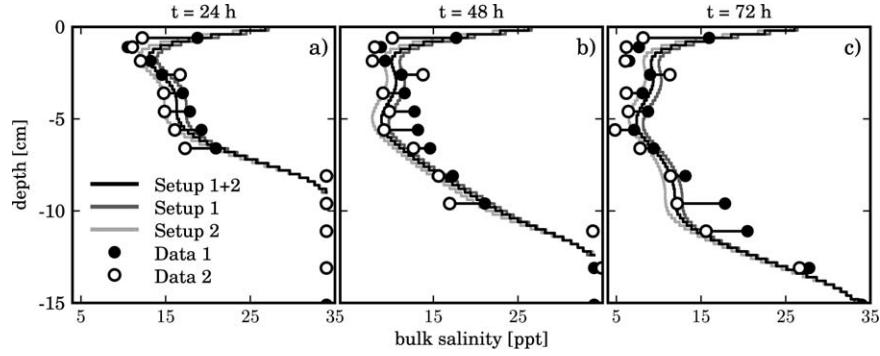 t = 24 h t = 48 h t = 72 h
0
a) b) c)
-5
depth [cm]
Setup 1+2
Setup 1
-10
Setup 2
Data 1
Data 2
-15
5 15 25 35 15 25 5 15 25 35
bulk salinity [ppt]